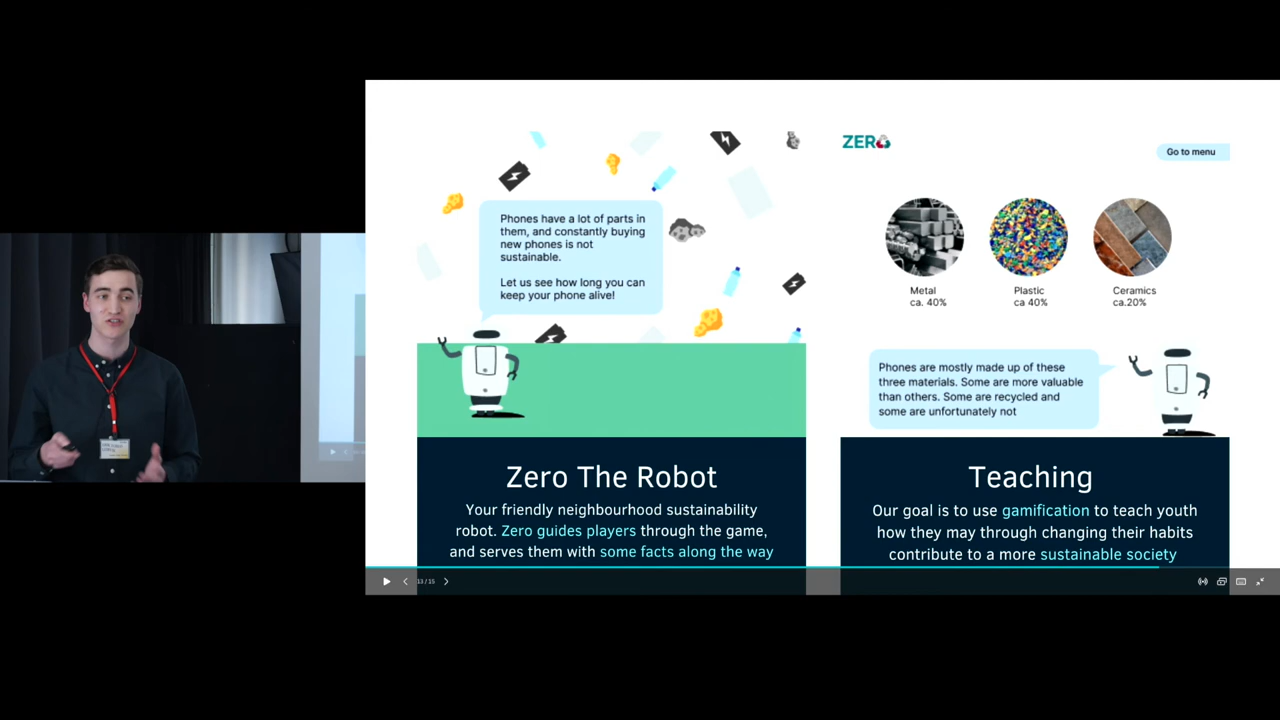 Phones have a lot of parts in
them, and constantly buying
new phones is not
sustainable.
Let us see how long you can
keep your phone alive!
Zero The Robot
Your friendly neighbourhood sustainability
robot. Zero guides players through the game,
and serves them with some facts along the way
ZERO
Go to menu
Metal
ca. 40%
Plastic
ca 40%
Ceramics
ca.20%
Phones are mostly made up of these
three materials. Some are more valuable
than others. Some are recycled and
some are unfortunately not
Teaching
Our goal is to use gamification to teach youth
how they may through changing their habits
contribute to a more sustainable society
13 / 15